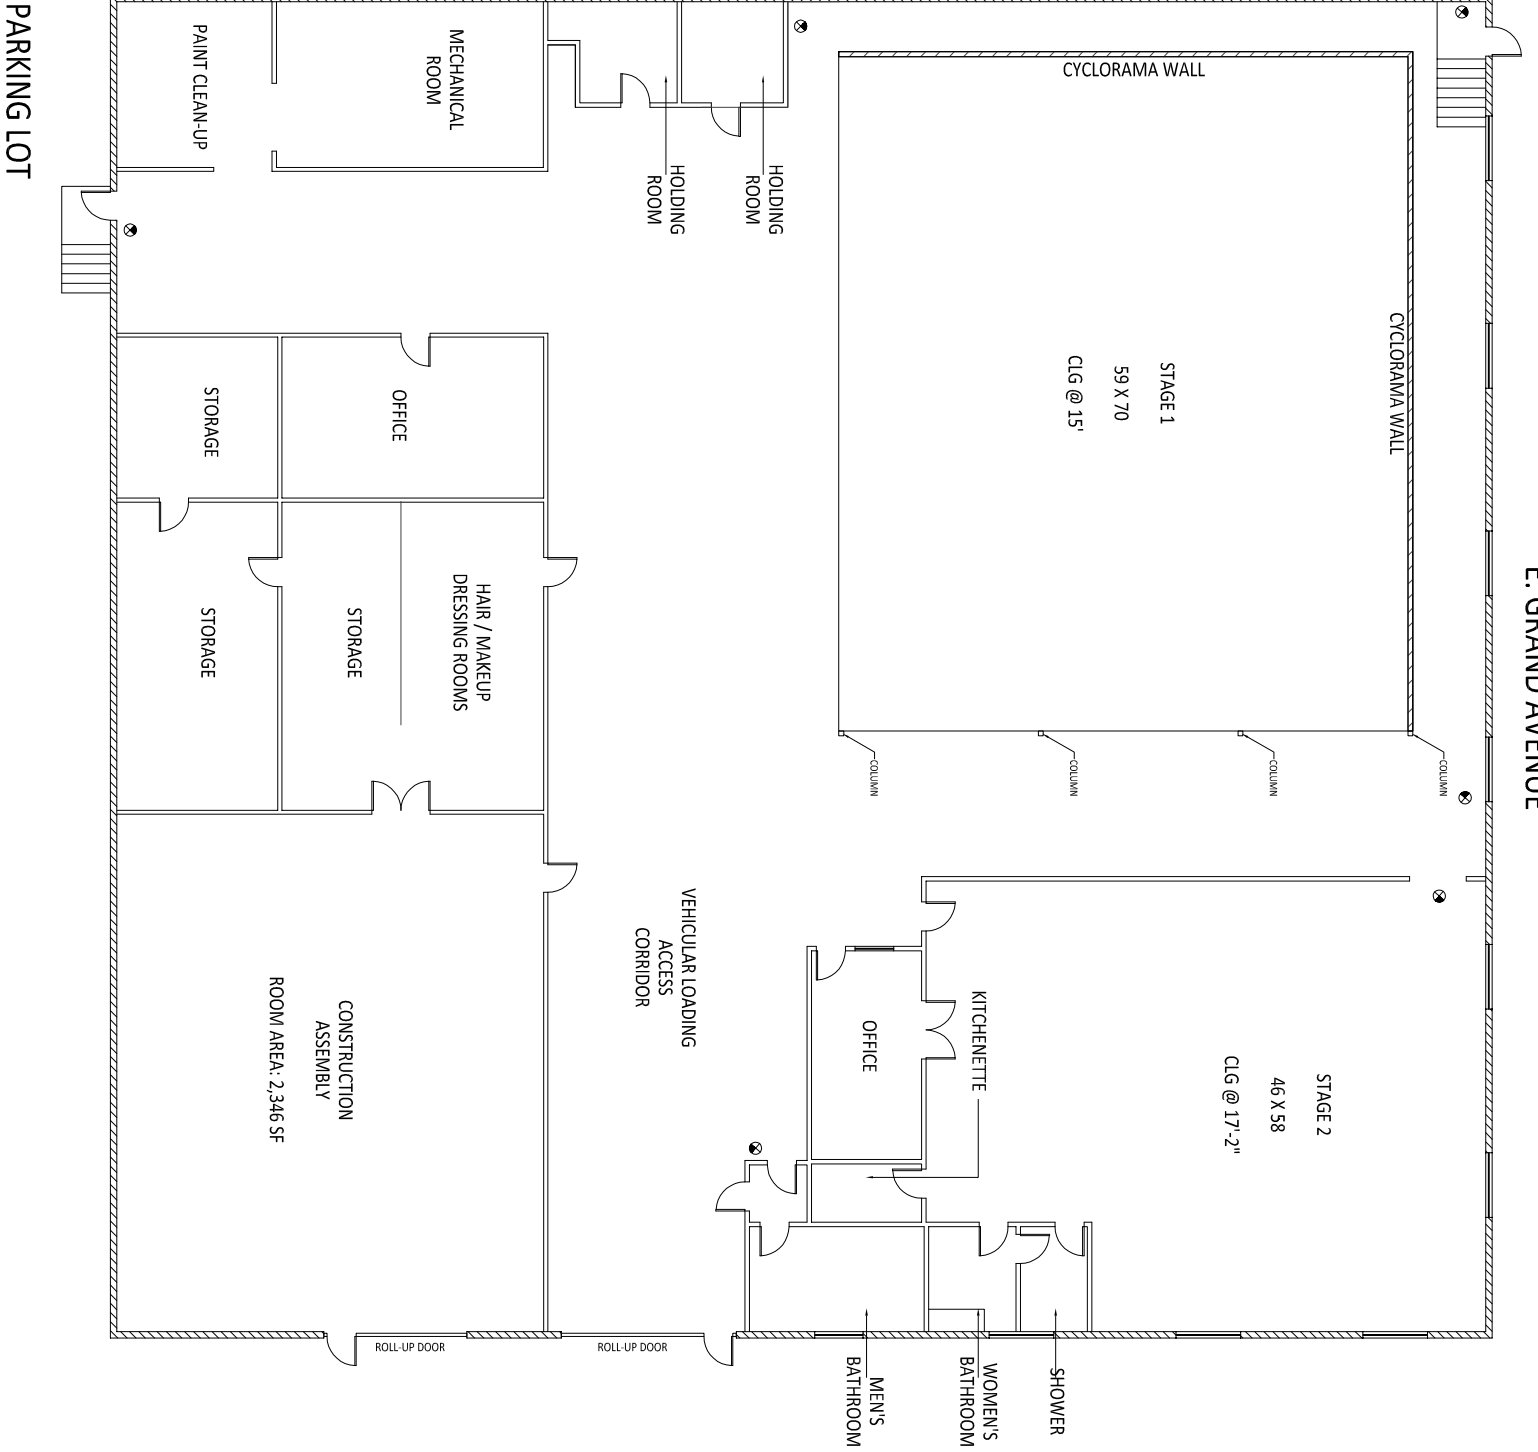 PARKING LOT
PAINT CLEAN-UP
MECHANICAL
ROOM
HOLDING
ROOM
HOLDING
ROOM
CYCLORAMA WALL
CYCLORAMA WALL
STAGE 1
59 X 70
CLG @ 15'
E. GRAND AVENUE
STORAGE
OFFICE
STORAGE
STORAGE
HAIR / MAKEUP
DRESSING ROOMS
COLUMN
COLUMN
COLUMN
COLUMN
VEHICULAR LOADING
ACCESS
CORRIDOR
CONSTRUCTION
ASSEMBLY
ROOM AREA: 2,346 SF
OFFICE
KITCHENETTE
STAGE 2
46 X 58
CLG @ 17'-2"
ROLL-UP DOOR
ROLL-UP DOOR
MEN'S
BATHROOM
WOMEN'S
BATHROOM
SHOWER